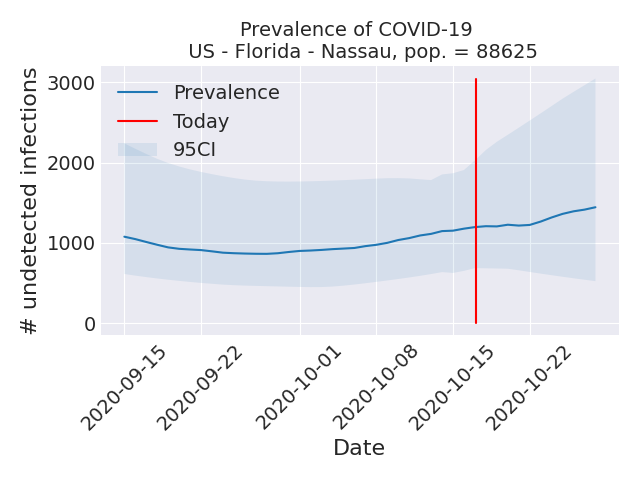 Prevalence of COVID-19
US - Florida - Nassau, pop. = 88625
# undetected infections
3000
2000
1000
0
Prevalence
Today
95CI
2020-09-15
2020-09-22
2020-10-01
2020-10-08
2020-10-15
2020-10-22
Date